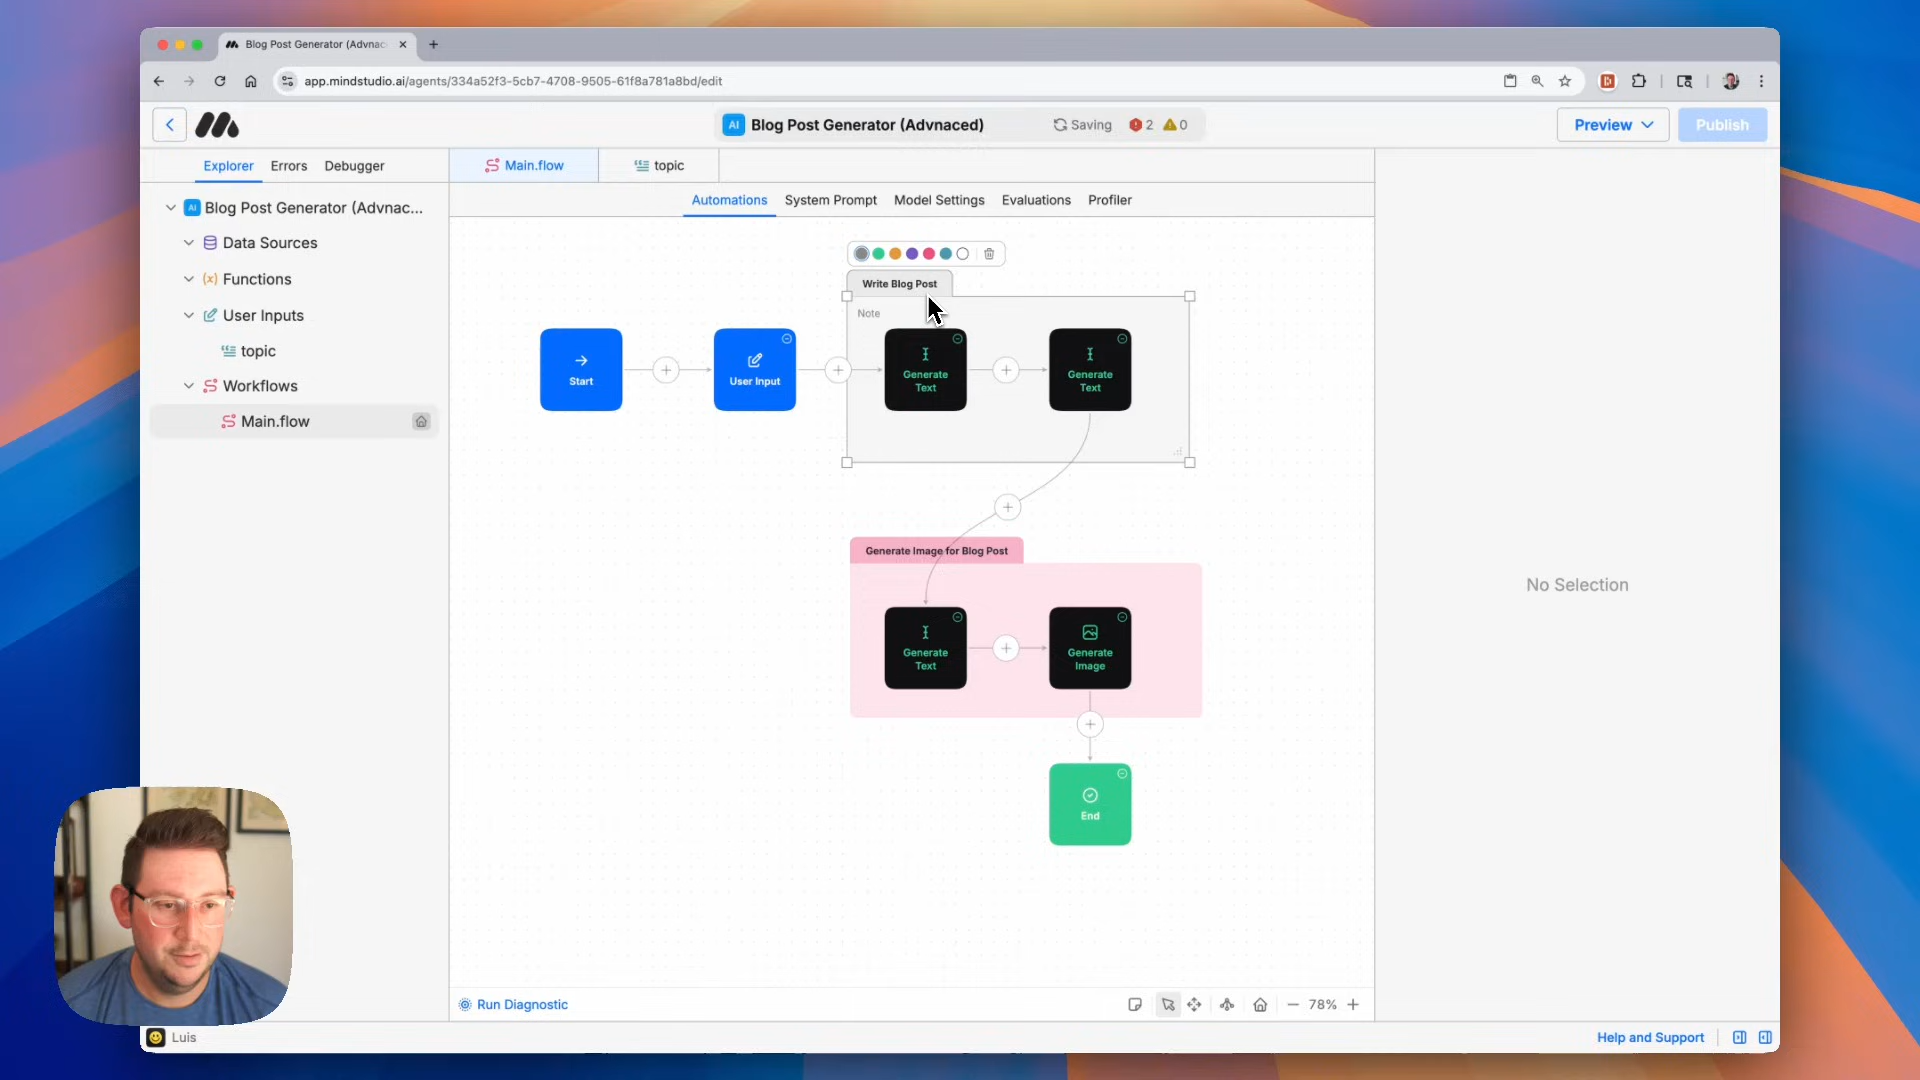 Blog Post Generator (Advnac
app.mindstudio.ai/agents/334a52f3-5cb7-4708-9505-61f8a781a8bd/edit
AI Blog Post Generator (Advnaced)
Saving
2
0
Preview
Publish
Explorer
Errors
Debugger
Main.flow
topic
AI Blog Post Generator (Advnac...
Data Sources
(x) Functions
User Inputs
topic
Workflows
Main.flow
Automations
System Prompt
Model Settings
Evaluations
Profiler
Write Blog Post
Note
Start
User Input
Generate
Text
Generate
Text
Generate Image for Blog Post
Generate
Text
Generate
Image
End
No Selection
Run Diagnostic
78%
Luis
Help and Support